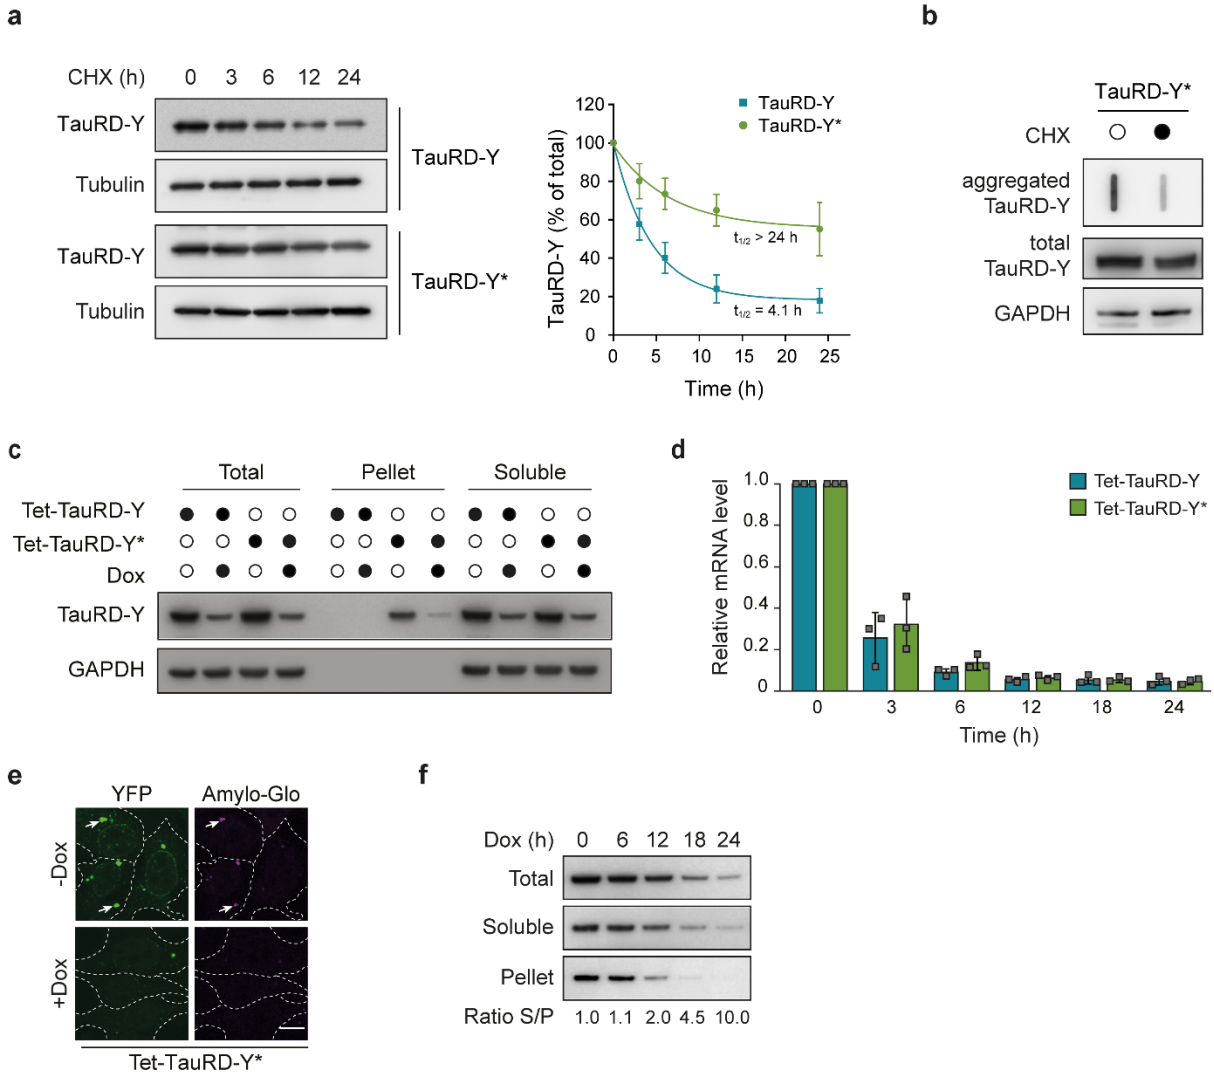 a
CHX (h) 0 3 6 12 24
TauRD-Y
Tubulin
TauRD-Y
TauRD-Y
Tubulin
TauRD-Y*
TauRD-Y (% of total)
120
100
80
60
40
20
0
TauRD-Y
TauRD-Y*
t1/2 > 24 h
t1/2 = 4.1 h
0 5 10 15 20 25
Time (h)
b
TauRD-Y*
CHX
aggregated
TauRD-Y
total
TauRD-Y
GAPDH
c
Total Pellet Soluble
Tet-TauRD-Y
Tet-TauRD-Y*
Dox
TauRD-Y
GAPDH
d
Relative mRNA level
1.0
0.8
0.6
0.4
0.2
0
Tet-TauRD-Y
Tet-TauRD-Y*
0 3 6 12 18 24
Time (h)
e
YFP Amylo-Glo
-Dox
+Dox
Tet-TauRD-Y*
f
Dox (h) 0 6 12 18 24
Total
Soluble
Pellet
Ratio S/P 1.0 1.1 2.0 4.5 10.0